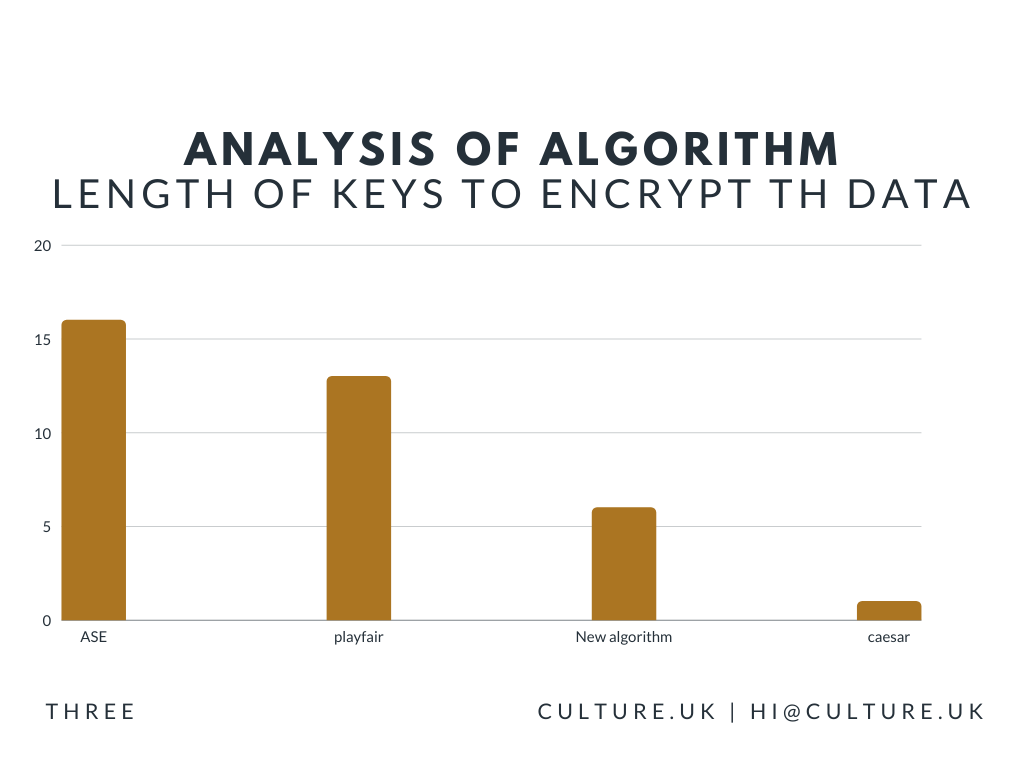 ANALYSIS OF ALGORITHM
LENGTH OF KEYS TO ENCRYPT TH DATA
20
15
10
5
0
ASE playfair New algorithm caesar
THREE CULTURE.UK | HI@CULTURE.UK